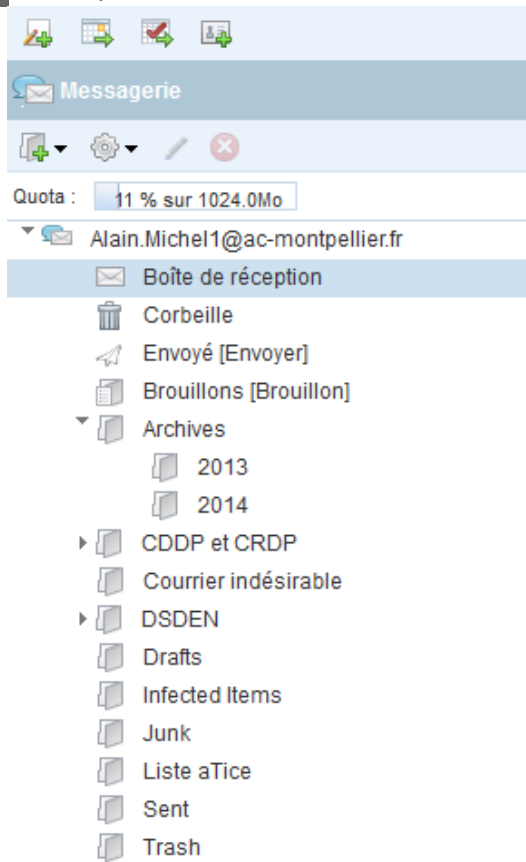 Messagerie
Quota : 11 % sur 1024.0Mo
Alain.Michel1@ac-montpellier.fr
Boîte de réception
Corbeille
Envoyé [Envoyer]
Brouillons [Brouillon]
Archives
2013
2014
CDDP et CRDP
Courrier indésirable
DSDEN
Drafts
Infected Items
Junk
Liste aTice
Sent
Trash